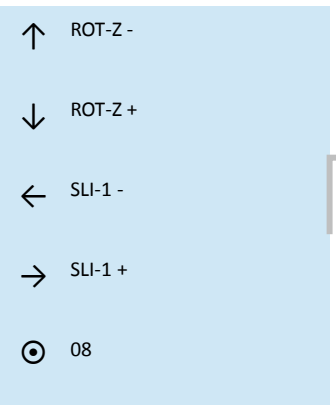 ↑ ROT-Z -
↓ ROT-Z +
← SLI-1 -
→ SLI-1 +
⊙ 08